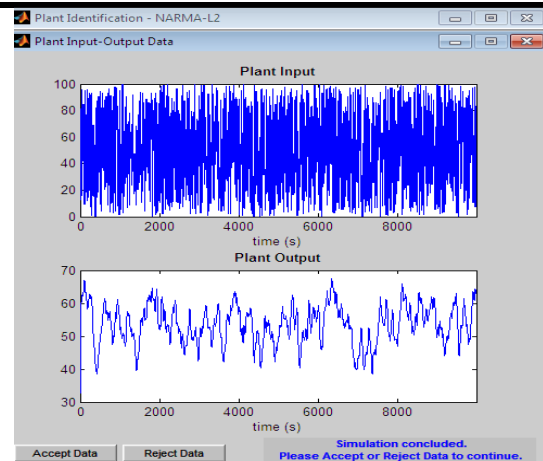 Plant Identification - NARMA-L2
Plant Input-Output Data
Plant Input
100
80
60
40
20
0
0 2000 4000 6000 8000
time (s)
Plant Output
70
60
50
40
30
0 2000 4000 6000 8000
time (s)
Accept Data Reject Data
Simulation concluded.
Please Accept or Reject Data to continue.